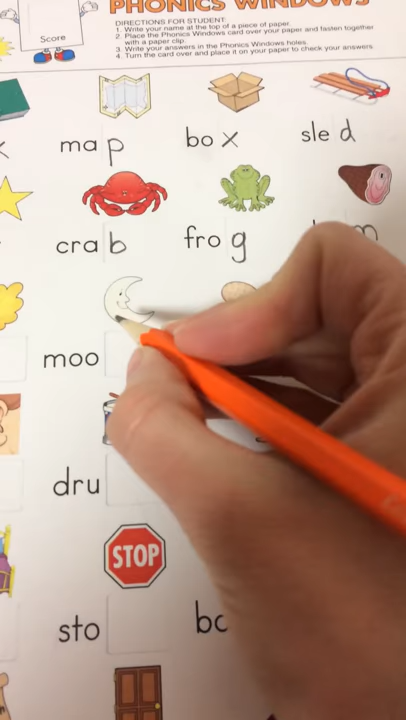 PHONICS WINDOWS
Score
DIRECTIONS FOR STUDENT:
1. Write your name at the top of a piece of paper.
2. Place the Phonics Windows card over your paper and fasten together
with a paper clip.
3. Write your answers in the Phonics Windows holes.
4. Turn the card over and place it on your paper to check your answers.
map box sled
crab frog
moo
dru
STOP
sto bo